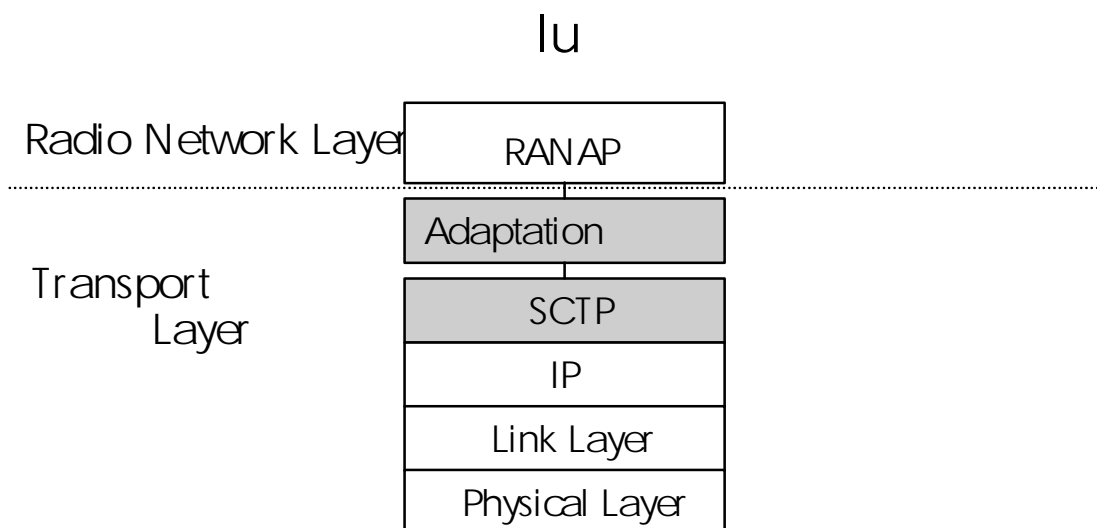 Iu
Radio Network Layer
RANAP
Adaptation
Transport
Layer
SCTP
IP
Link Layer
Physical Layer